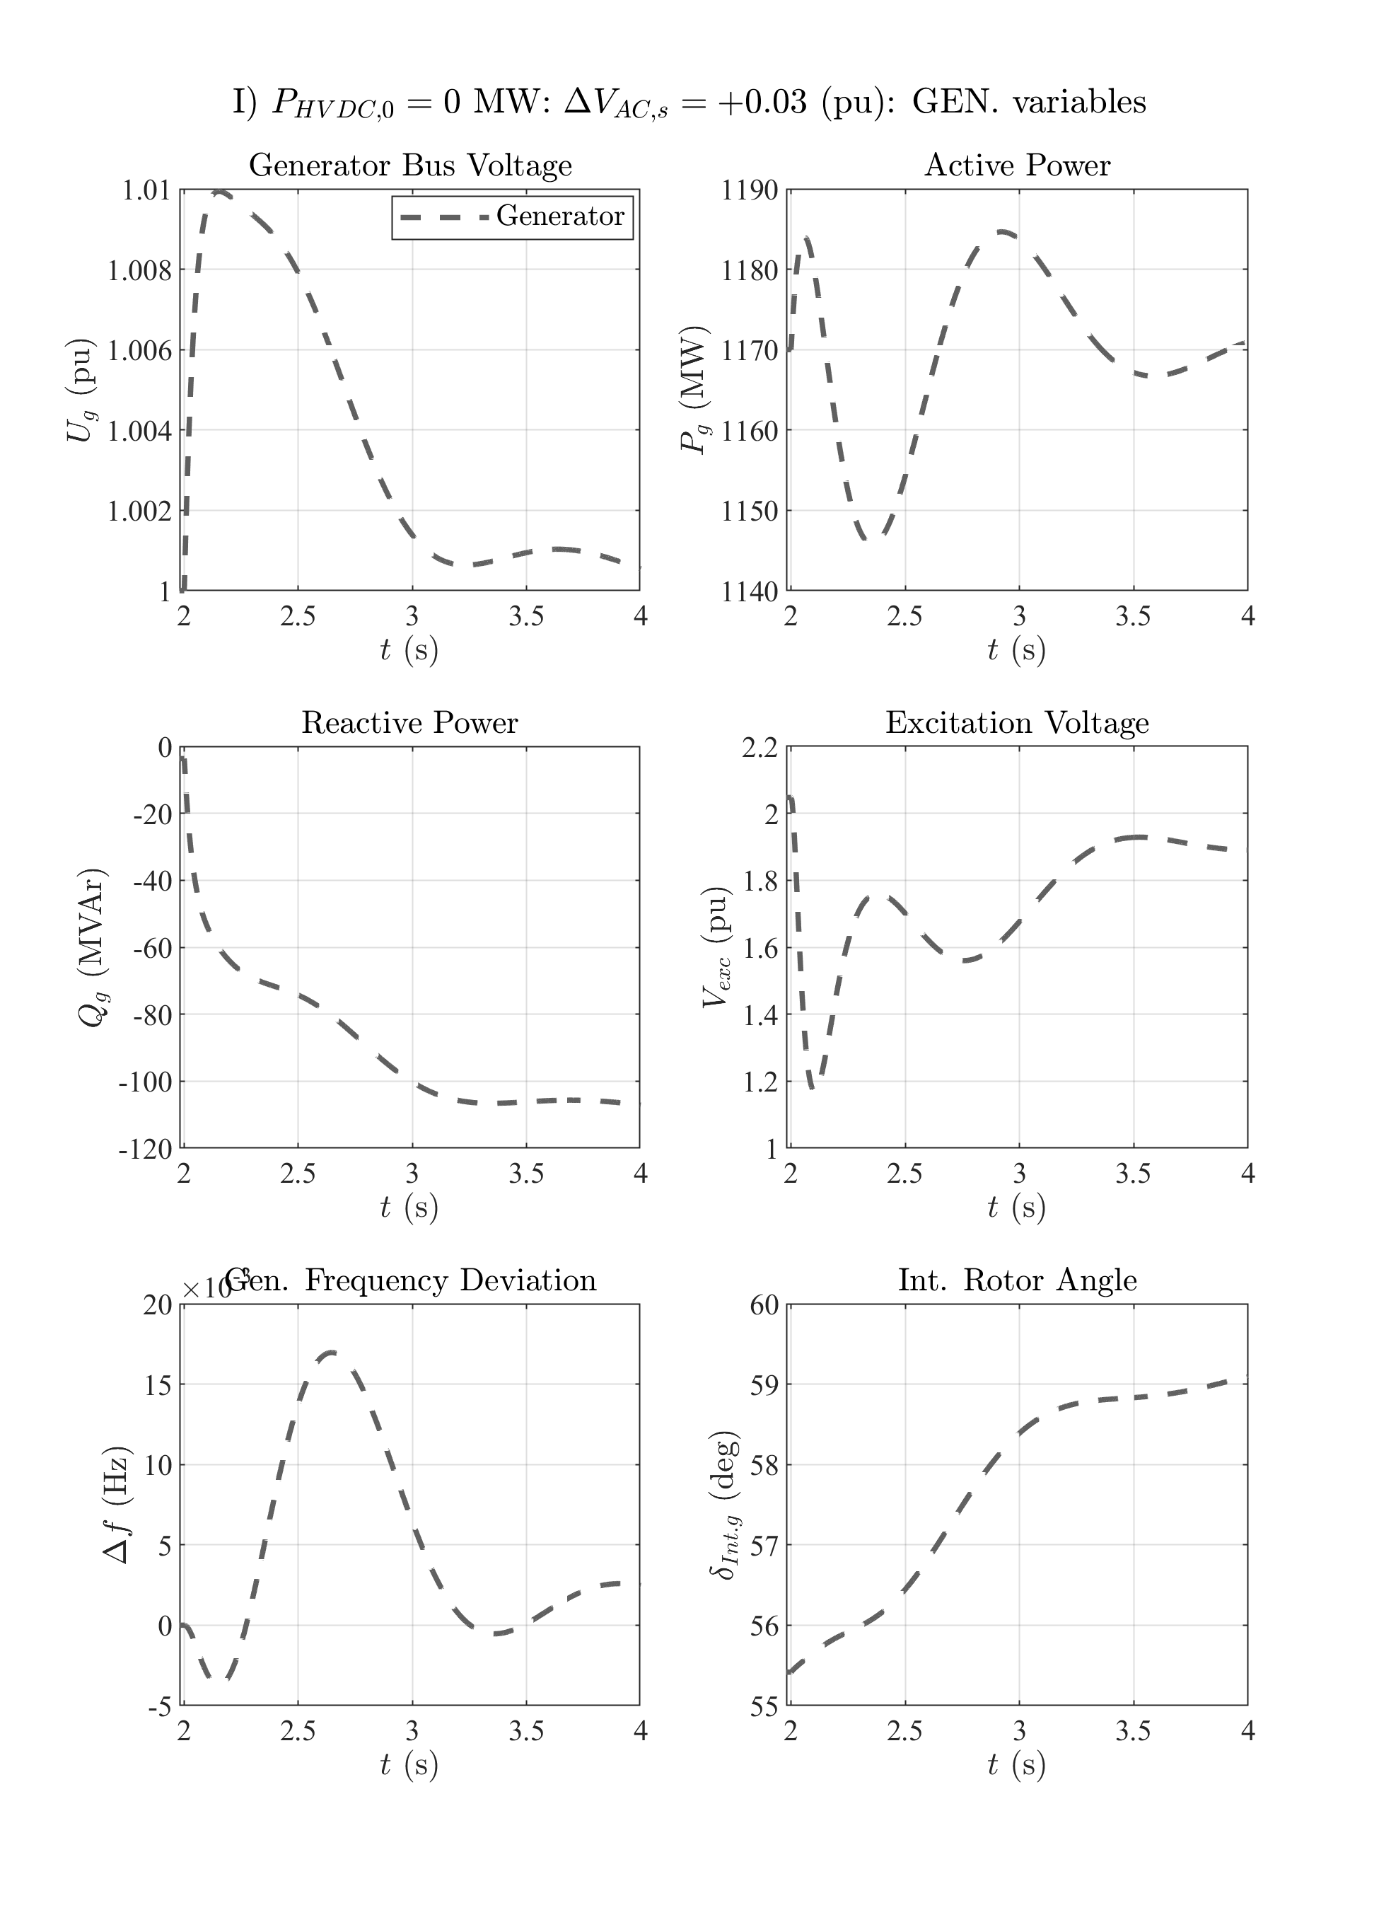 I) P_{HVDC,0} = 0 MW: ΔV_{AC,s} = +0.03 (pu): GEN. variables
Generator Bus Voltage
Generator
U_g (pu)
1.01
1.008
1.006
1.004
1.002
1
2 2.5 3 3.5 4
t (s)
Active Power
P_g (MW)
1190
1180
1170
1160
1150
1140
2 2.5 3 3.5 4
t (s)
Reactive Power
Q_g (MVAr)
0
-20
-40
-60
-80
-100
-120
2 2.5 3 3.5 4
t (s)
Excitation Voltage
V_{exc} (pu)
2.2
2
1.8
1.6
1.4
1.2
1
2 2.5 3 3.5 4
t (s)
×10^{-3}
Gen. Frequency Deviation
Δf (Hz)
20
15
10
5
0
-5
2 2.5 3 3.5 4
t (s)
Int. Rotor Angle
δ_{Int.g} (deg)
60
59
58
57
56
55
2 2.5 3 3.5 4
t (s)